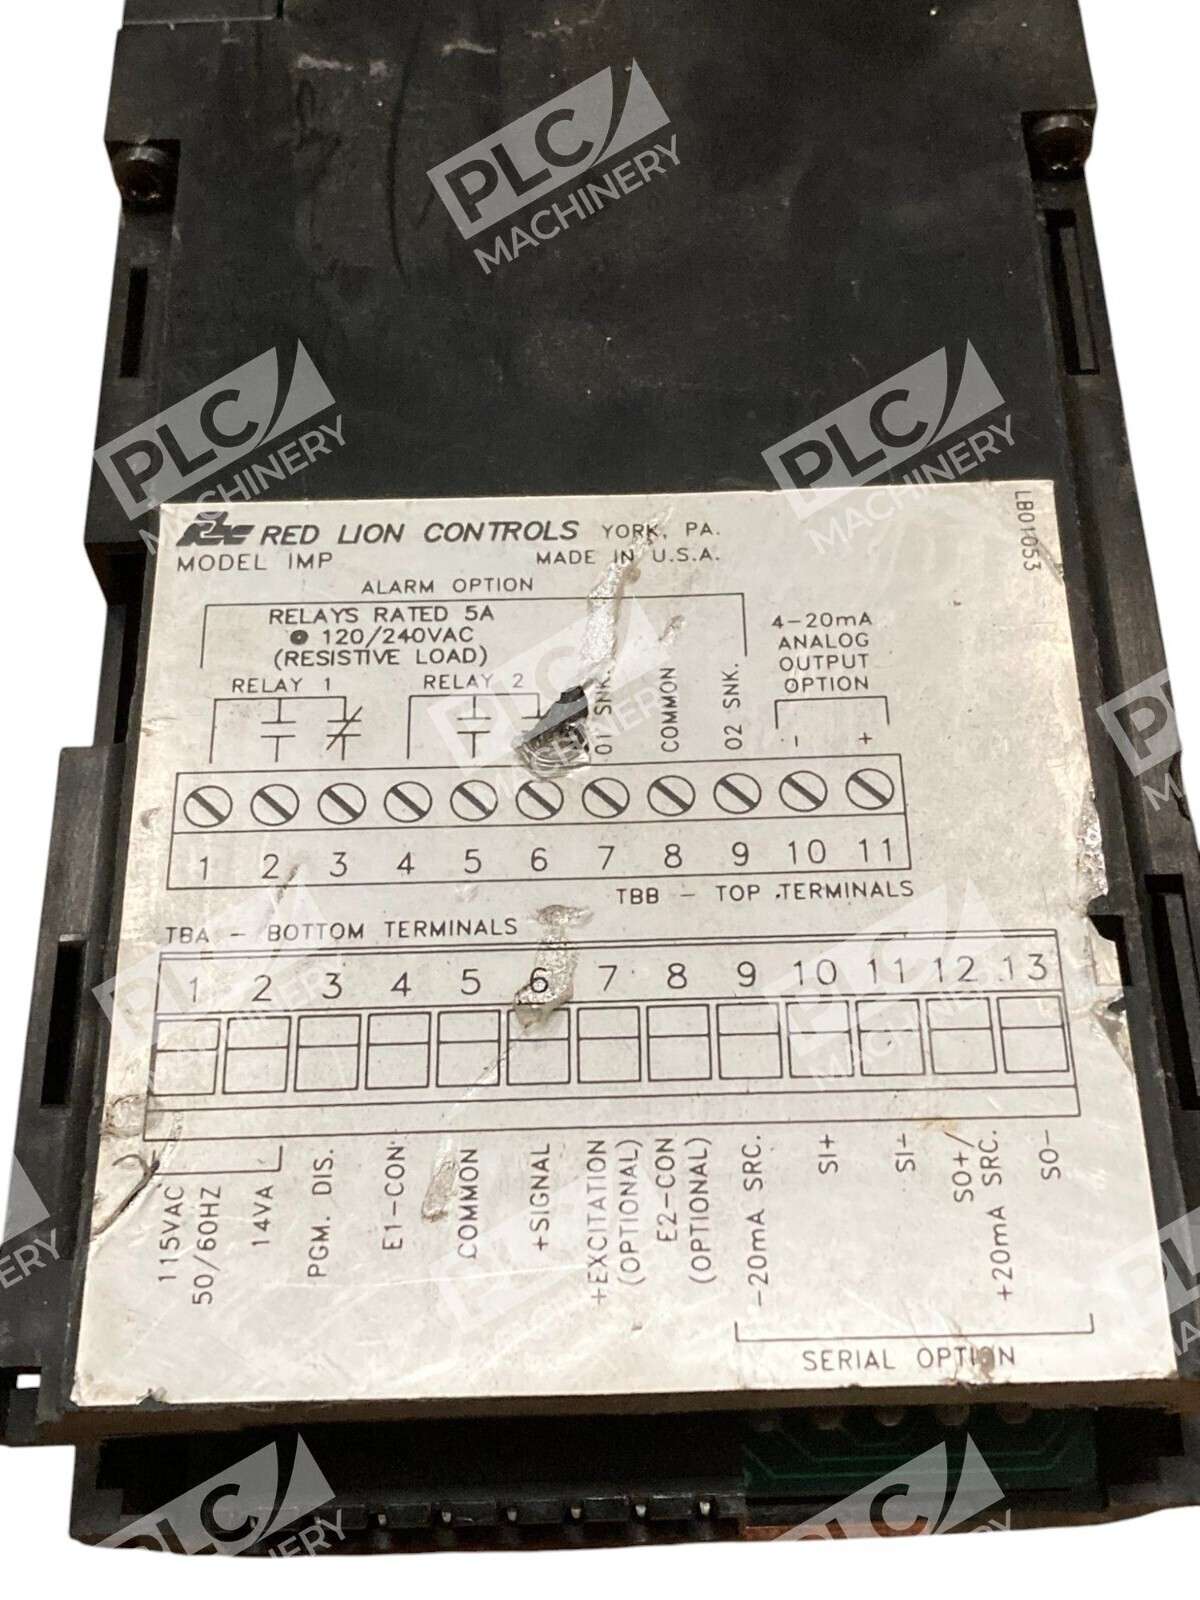 PLC
MACHINERY
RED LION CONTROLS YORK, PA.
MODEL IMP MADE IN U.S.A.
LB01053
ALARM OPTION
RELAYS RATED 5A
@ 120/240VAC
(RESISTIVE LOAD)
RELAY 1
RELAY 2
01 SNK.
COMMON
02 SNK.
4-20mA
ANALOG
OUTPUT
OPTION
- +
1 2 3 4 5 6 7 8 9 10 11
TBB - TOP TERMINALS
TBA - BOTTOM TERMINALS
1 2 3 4 5 6 7 8 9 10 11 12 13
115VAC
50/60HZ
14VA
PGM. DIS.
E1-CON
COMMON
+SIGNAL
+EXCITATION
(OPTIONAL)
E2-CON
(OPTIONAL)
-20mA SRC.
SI+
SI-
SO+/
+20mA SRC.
SO-
SERIAL OPTION